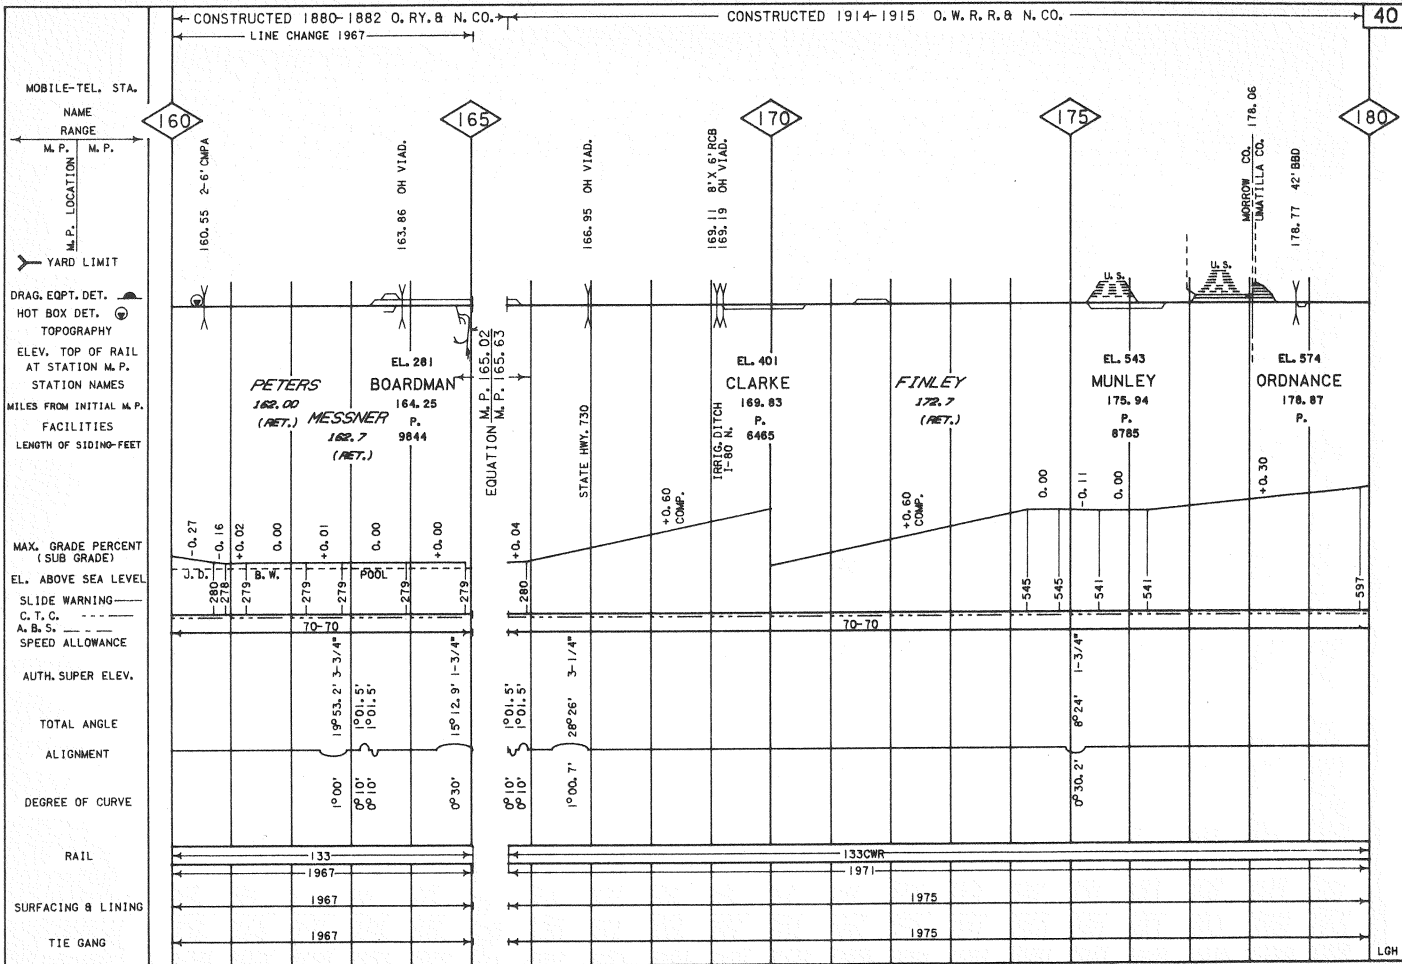 CONSTRUCTED 1880-1882 O. RY. & N. CO.
CONSTRUCTED 1914-1915 O. W. R. R. & N. CO.
40
LINE CHANGE 1967
MOBILE-TEL. STA.
NAME
RANGE
M. P. M. P.
M. P. LOCATION
YARD LIMIT
DRAG. EQPT. DET.
HOT BOX DET.
TOPOGRAPHY
ELEV. TOP OF RAIL
AT STATION M. P.
STATION NAMES
MILES FROM INITIAL M. P.
FACILITIES
LENGTH OF SIDING-FEET
MAX. GRADE PERCENT
(SUB GRADE)
EL. ABOVE SEA LEVEL
SLIDE WARNING
C. T. C.
A. B. S.
SPEED ALLOWANCE
AUTH. SUPER ELEV.
TOTAL ANGLE
ALIGNMENT
DEGREE OF CURVE
RAIL
SURFACING & LINING
TIE GANG
160
165
170
175
180
160.55 2-6' CMPA
163.86 OH VIAD.
166.95 OH VIAD.
169.11 8' X 6' RCB
169.19 OH VIAD.
178.06
MORROW CO.
UMATILLA CO.
178.77 42' BBD
U. S.
U. S.
PETERS
162.00
(RET.)
MESSNER
162.7
(RET.)
EL. 281
BOARDMAN
164.25
P.
9844
EQUATION M. P. 165.02
M. P. 165.63
STATE HWY. 730
IRRIG. DITCH
I-80 N.
EL. 401
CLARKE
169.83
P.
6465
FINLEY
172.7
(RET.)
EL. 543
MUNLEY
175.94
P.
8785
EL. 574
ORDNANCE
178.87
P.
-0.27
-0.16
+0.02
0.00
+0.01
0.00
+0.00
+0.04
+0.60
COMP.
+0.60
COMP.
0.00
-0.11
0.00
+0.30
J. D.
B. W.
POOL
280
278
279
279
279
279
279
280
545
545
541
541
597
70-70
70-70
19°53.2' 3-3/4"
1°01.5'
1°01.5'
15°12.9' 1-3/4"
1°01.5'
1°01.5'
28°26' 3-1/4"
8°24' 1-3/4"
1°00'
0°10'
0°10'
0°30'
0°10'
0°10'
1°00.7'
0°30.2'
133
133CWR
1967
1971
1967
1975
1967
1975
LGH